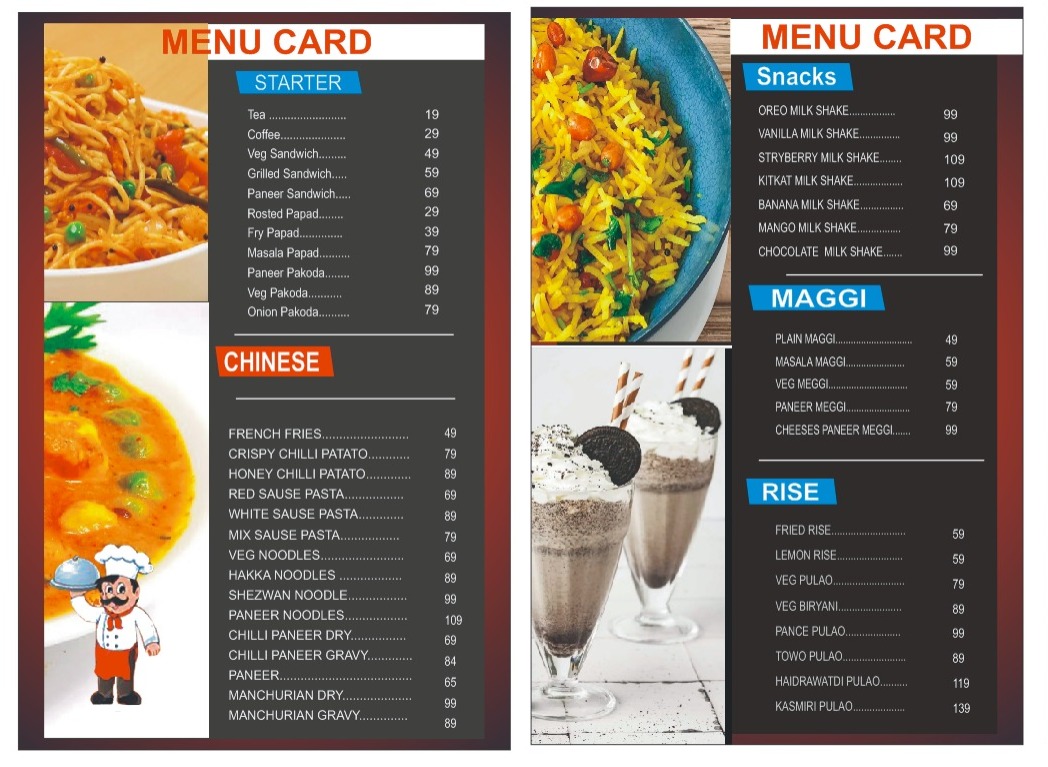 MENU CARD
STARTER
Tea .......................... 19
Coffee...................... 29
Veg Sandwich......... 49
Grilled Sandwich..... 59
Paneer Sandwich..... 69
Rosted Papad........ 29
Fry Papad.............. 39
Masala Papad.......... 79
Paneer Pakoda........ 99
Veg Pakoda........... 89
Onion Pakoda.......... 79
CHINESE
FRENCH FRIES.......................... 49
CRISPY CHILLI PATATO............ 79
HONEY CHILLI PATATO............. 89
RED SAUSE PASTA................. 69
WHITE SAUSE PASTA............. 89
MIX SAUSE PASTA................. 79
VEG NOODLES........................ 69
HAKKA NOODLES .................. 89
SHEZWAN NOODLE................. 99
PANEER NOODLES.................. 109
CHILLI PANEER DRY................ 69
CHILLI PANEER GRAVY............. 84
PANEER...................................... 65
MANCHURIAN DRY.................... 99
MANCHURIAN GRAVY.............. 89
MENU CARD
Snacks
OREO MILK SHAKE................. 99
VANILLA MILK SHAKE............... 99
STRYBERRY MILK SHAKE........ 109
KITKAT MILK SHAKE.................. 109
BANANA MILK SHAKE................ 69
MANGO MILK SHAKE................ 79
CHOCOLATE MILK SHAKE....... 99
MAGGI
PLAIN MAGGI.............................. 49
MASALA MAGGI....................... 59
VEG MEGGI............................... 59
PANEER MEGGI......................... 79
CHEESES PANEER MEGGI....... 99
RISE
FRIED RISE............................ 59
LEMON RISE......................... 59
VEG PULAO........................... 79
VEG BIRYANI........................ 89
PANCE PULAO..................... 99
TOWO PULAO........................ 89
HAIDRAWATDI PULAO.......... 119
KASMIRI PULAO.................... 139